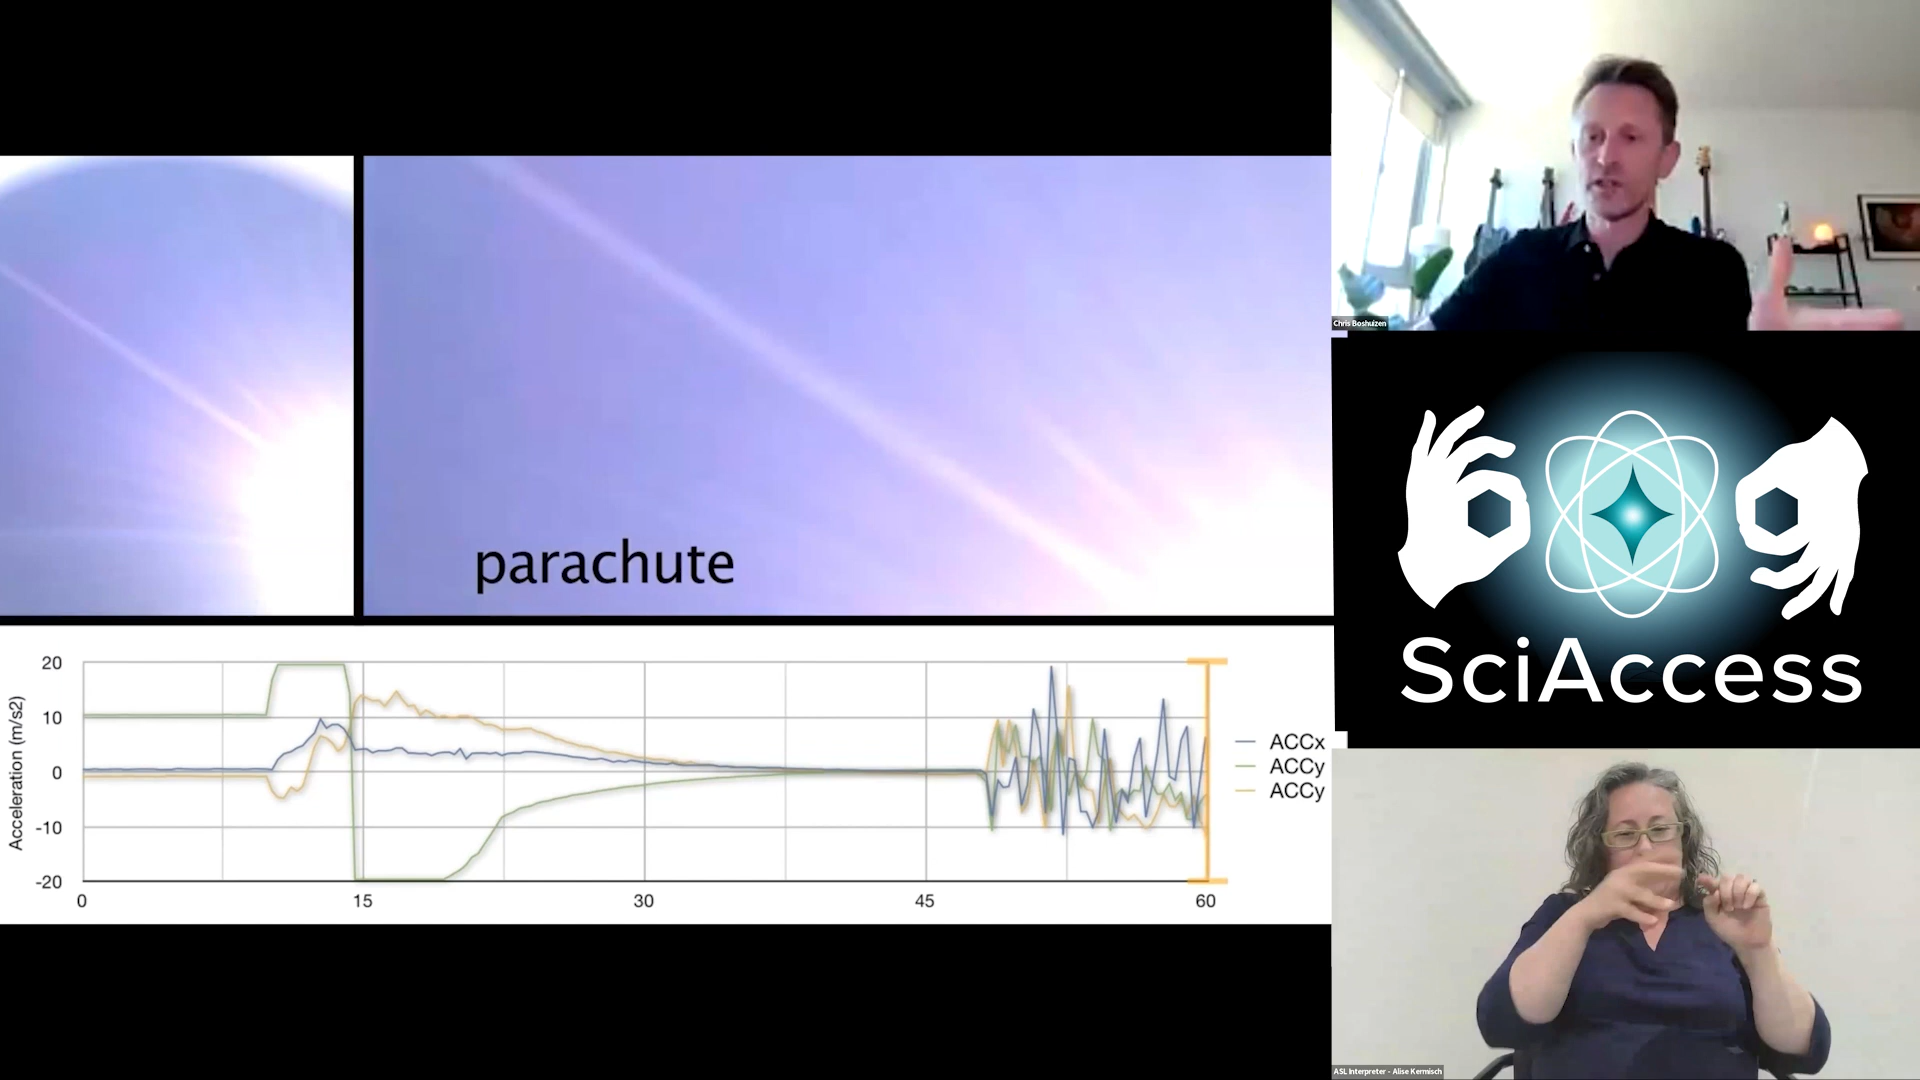 parachute
Acceleration (m/s2)
20
10
0
-10
-20
0
15
30
45
60
ACCx
ACCy
ACCy
Chris Boshuizen
SciAccess
ASL Interpreter - Alise Kermisch